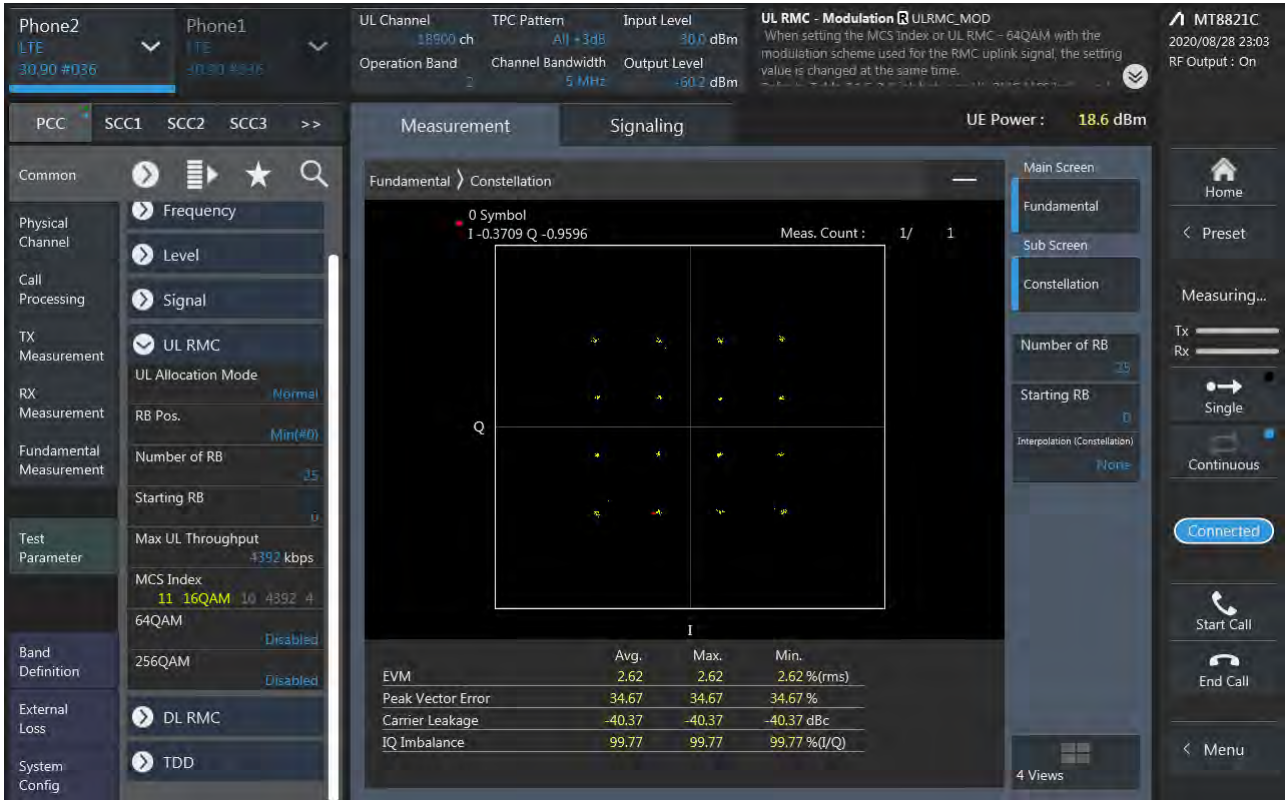 Phone2
LTE
30.90 #036
Phone1
LTE
30.90 #036
UL Channel
18900 ch
Operation Band
2
TPC Pattern
All +3dB
Channel Bandwidth
5 MHz
Input Level
30.0 dBm
Output Level
-60.2 dBm
UL RMC - Modulation R ULRMC_MOD
When setting the MCS Index or UL RMC - 64QAM with the
modulation scheme used for the RMC uplink signal, the setting
value is changed at the same time.
MT8821C
2020/08/28 23:03
RF Output : On
PCC SCC1 SCC2 SCC3 >>
Measurement
Signaling
UE Power : 18.6 dBm
Common
Physical
Channel
Call
Processing
TX
Measurement
RX
Measurement
Fundamental
Measurement
Test
Parameter
Band
Definition
External
Loss
System
Config
Frequency
Level
Signal
UL RMC
UL Allocation Mode
Normal
RB Pos.
Min(#0)
Number of RB
25
Starting RB
0
Max UL Throughput
4392 kbps
MCS Index
11 16QAM 10 4392 4
64QAM
Disabled
256QAM
Disabled
DL RMC
TDD
Fundamental > Constellation
0 Symbol
I -0.3709 Q -0.9596
Meas. Count : 1/ 1
Q
I
Avg. Max. Min.
EVM 2.62 2.62 2.62 %(rms)
Peak Vector Error 34.67 34.67 34.67 %
Carrier Leakage -40.37 -40.37 -40.37 dBc
IQ Imbalance 99.77 99.77 99.77 %(I/Q)
Main Screen
Fundamental
Sub Screen
Constellation
Number of RB
25
Starting RB
0
Interpolation (Constellation)
None
4 Views
Home
< Preset
Measuring...
Tx
Rx
Single
Continuous
Connected
Start Call
End Call
< Menu